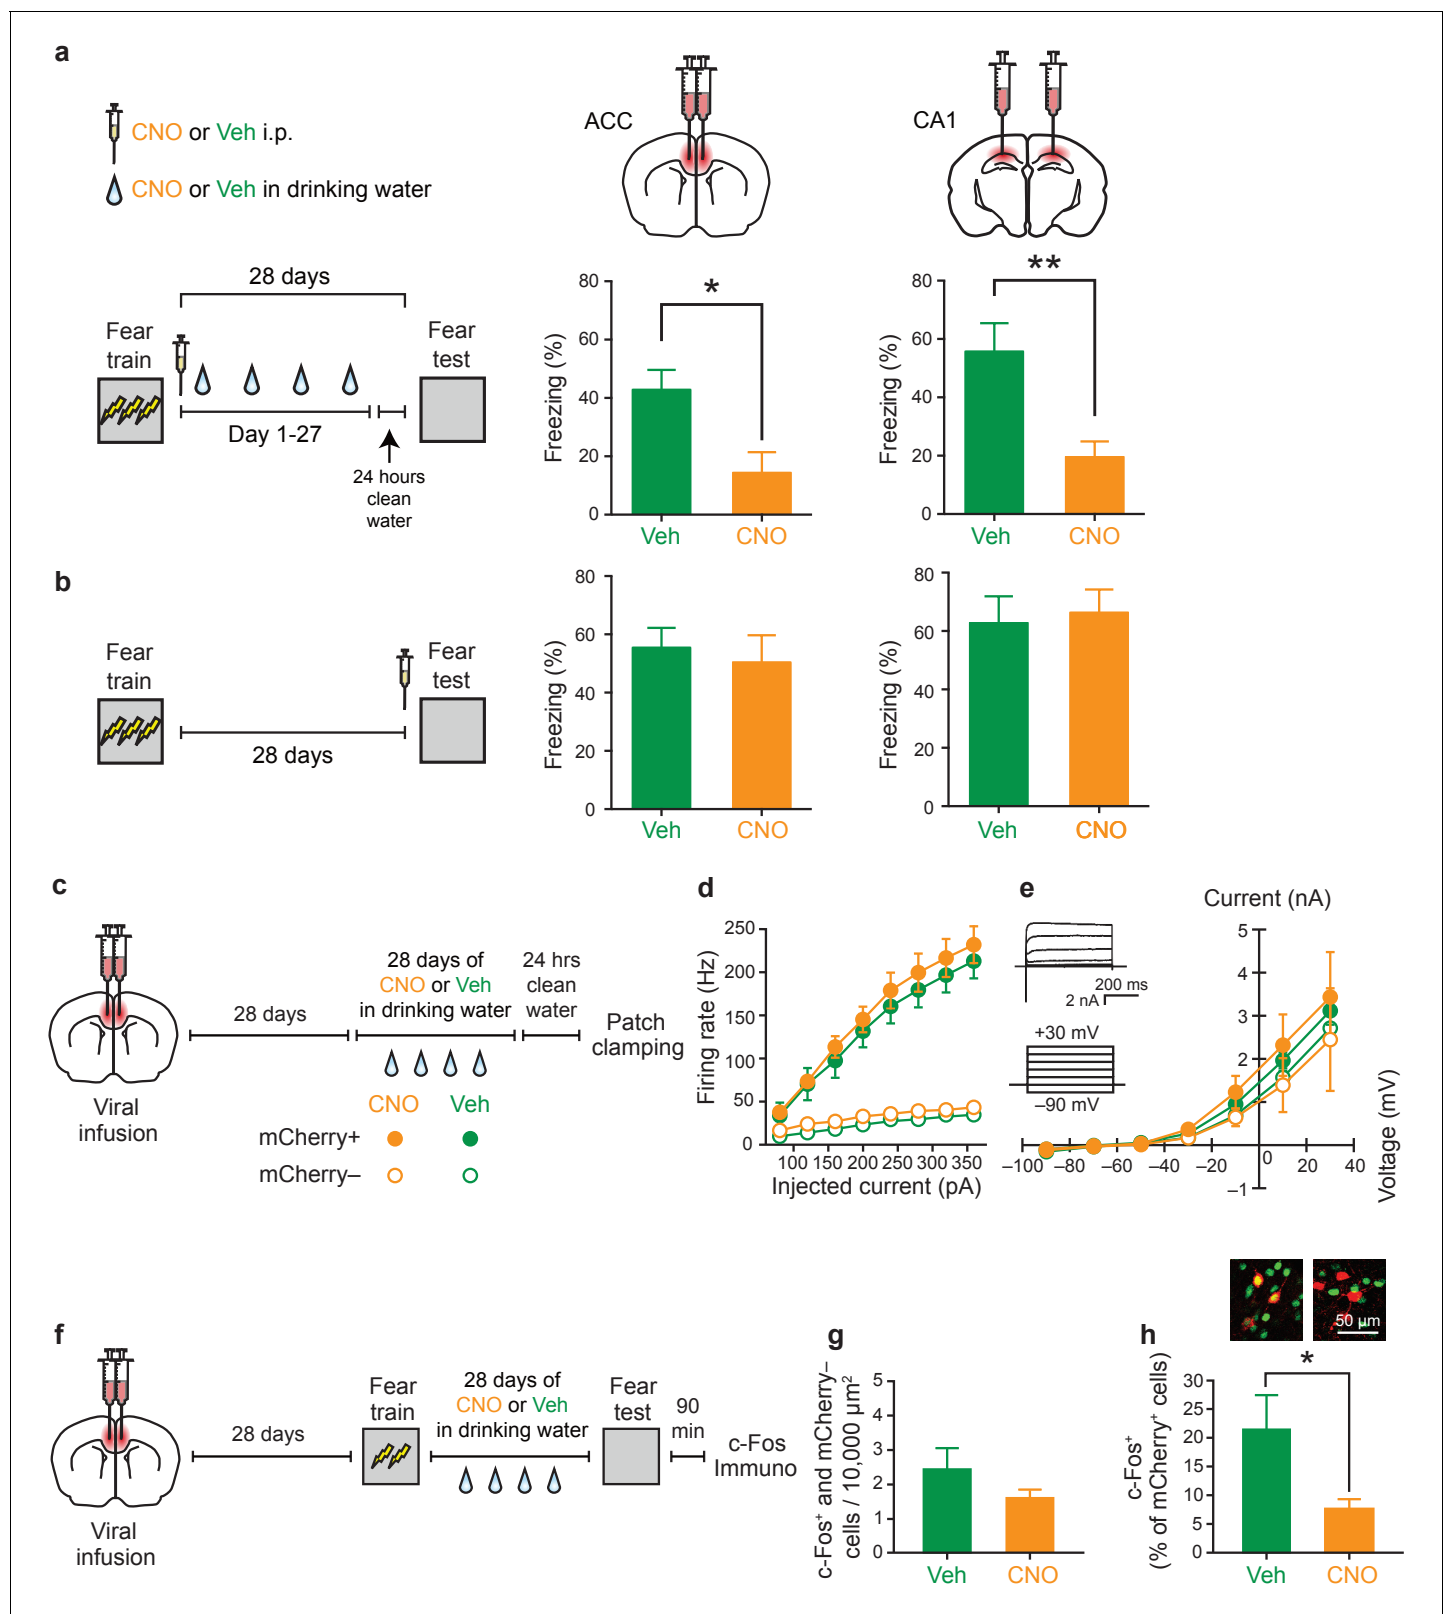 a
CNO or Veh i.p.
CNO or Veh in drinking water
ACC
CA1
28 days
Fear
train
Fear
test
Day 1-27
24 hours
clean
water
80
60
40
20
0
Freezing (%)
*
Veh
CNO
80
60
40
20
0
Freezing (%)
**
Veh
CNO
b
Fear
train
Fear
test
28 days
80
60
40
20
0
Freezing (%)
Veh
CNO
80
60
40
20
0
Freezing (%)
Veh
CNO
c
28 days
28 days of
CNO or Veh
in drinking water
24 hrs
clean
water
Patch
clamping
Viral
infusion
CNO
Veh
mCherry+
mCherry–
d
250
200
150
100
50
0
Firing rate (Hz)
100 150 200 250 300 350
Injected current (pA)
e
Current (nA)
200 ms
2 nA
+30 mV
–90 mV
5
4
3
2
–1
–100 –80 –60 –40 –20 0 20 40
Voltage (mV)
f
28 days
Fear
train
28 days of
CNO or Veh
in drinking water
Fear
test
90
min
c-Fos
Immuno
Viral
infusion
g
c-Fos⁺ and mCherry–
cells / 10,000 µm²
5
4
3
2
1
0
Veh
CNO
h
50 µm
c-Fos⁺
(% of mCherry⁺ cells)
30
25
20
15
10
5
0
*
Veh
CNO